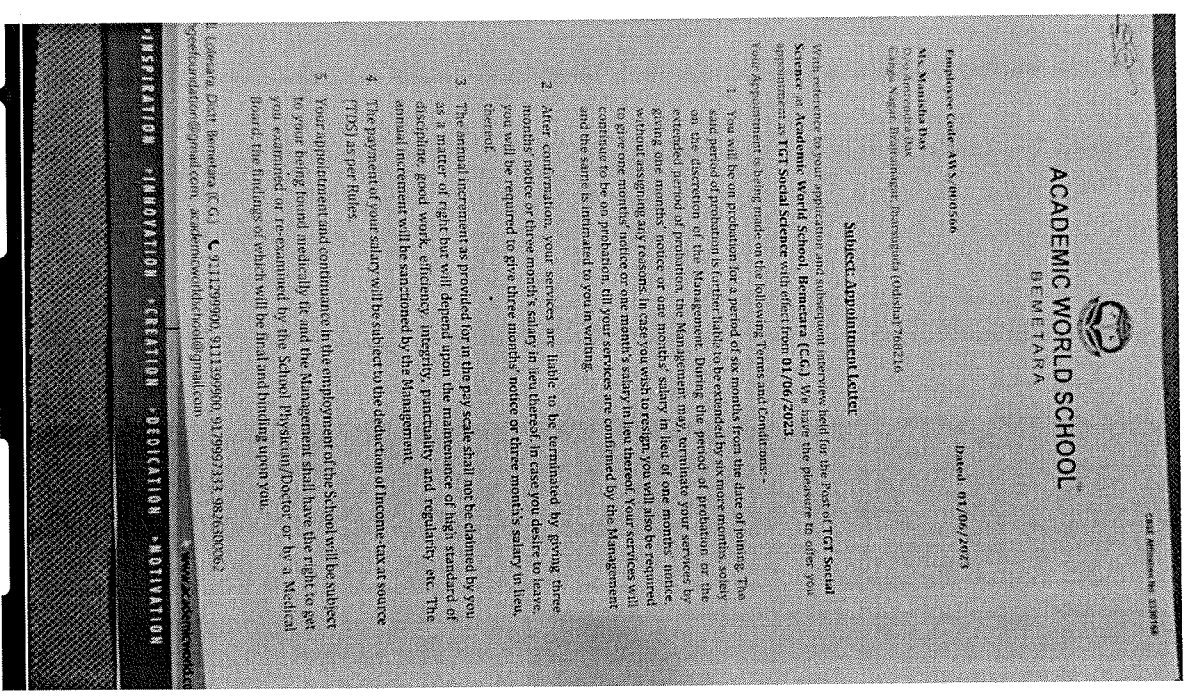 CBSE Affiliation No. 3330168
ACADEMIC WORLD SCHOOL
BEMETARA
Dated: 01/06/2023
Employee Code: AWS/000566
Ms. Manisha Das
D/o Amerendra Das
Nagar, Brajrajnagar, (Odisha) 768216
Subject: Appointment Letter
With reference to your application and subsequent interview held for the Post of TGT Social
Science at Academic World School, Bemetara (C.G.). We have the pleasure to offer you
appointment as TGT Social Science with effect from 01/06/2023
Your Appointment is being made on the following Terms and Conditions: -
1 You will be on probation for a period of six months from the date of joining. The
said period of probation is further liable to be extended by six more months, solely
on the discretion of the Management. During the period of probation or the
extended period of probation, the Management may, terminate your services by
giving one months' notice or one months' salary in lieu of one months' notice,
without assigning any reasons. In case you wish to resign, you will also be required
to give one months' notice or one month's salary in lieu thereof. Your services will
continue to be on probation, till your services are confirmed by the Management
and the same is intimated to you in writing.
2 After confirmation, your services are liable to be terminated by giving three
months' notice or three month's salary in lieu thereof. In case you desire to leave,
you will be required to give three months' notice or three month's salary in lieu
thereof.
3 The annual increment as provided for in the pay scale shall not be claimed by you
as a matter of right but will depend upon the maintenance of high standard of
discipline, good work, efficiency, integrity, punctuality and regularity etc. The
annual increment will be sanctioned by the Management.
4 The payment of your salary will be subject to the deduction of Income-tax at source
(TDS) as per Rules.
5 Your appointment and continuance in the employment of the School will be subject
to your being found medically fit and the Management shall have the right to get
you examined or re-examined by the School Physician/Doctor or by a Medical
Board, the findings of which will be final and binding upon you.
Distt. Bemetara (C.G.) 9111299900, 9111399900, 9179897333, 9826300062
academicworldschool@gmail.com
•INSPIRATION •INNOVATION •CREATION •DEDICATION •MOTIVATION